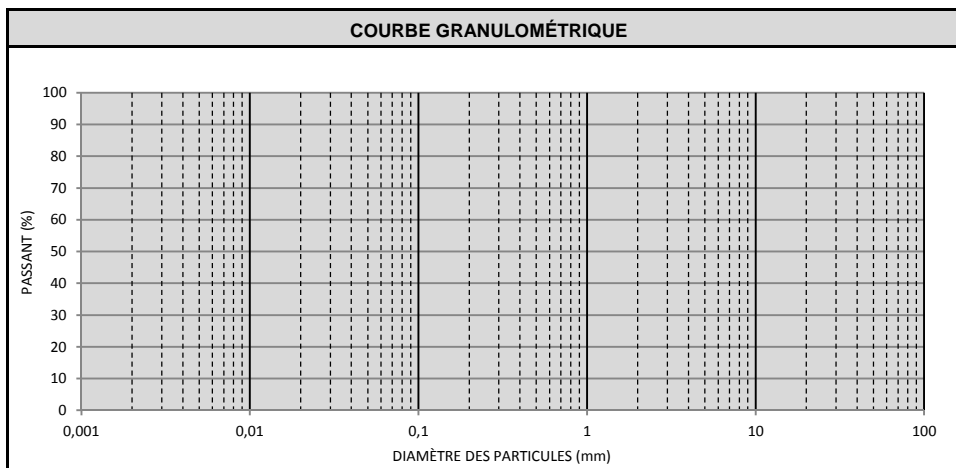 COURBE GRANULOMÉTRIQUE
100
90
80
70
60
50
40
30
20
10
0
PASSANT (%)
0,001 0,01 0,1 1 10 100
DIAMÈTRE DES PARTICULES (mm)